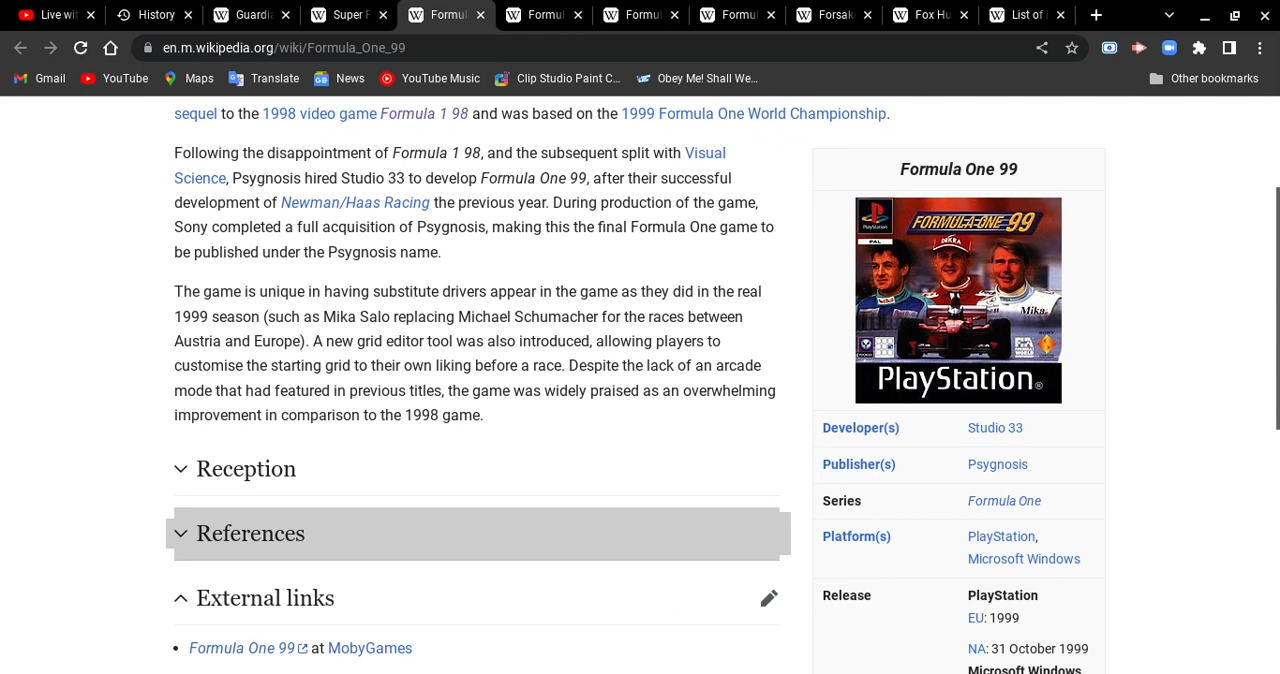 Live wit
History
Guardia
Super F
Formul
Formul
Formul
Formul
Forsak
Fox Hu
List of
en.m.wikipedia.org/wiki/Formula_One_99
Gmail
YouTube
Maps
Translate
News
YouTube Music
Clip Studio Paint C...
Obey Me! Shall We...
Other bookmarks
sequel to the 1998 video game Formula 1 98 and was based on the 1999 Formula One World Championship.
Following the disappointment of Formula 1 98, and the subsequent split with Visual
Science, Psygnosis hired Studio 33 to develop Formula One 99, after their successful
development of Newman/Haas Racing the previous year. During production of the game,
Sony completed a full acquisition of Psygnosis, making this the final Formula One game to
be published under the Psygnosis name.
The game is unique in having substitute drivers appear in the game as they did in the real
1999 season (such as Mika Salo replacing Michael Schumacher for the races between
Austria and Europe). A new grid editor tool was also introduced, allowing players to
customise the starting grid to their own liking before a race. Despite the lack of an arcade
mode that had featured in previous titles, the game was widely praised as an overwhelming
improvement in comparison to the 1998 game.
Reception
References
External links
Formula One 99 at MobyGames
Formula One 99
PlayStation
PAL
FORMULA ONE 99
DEKRA
Mika
SONY
PlayStation®
Developer(s) Studio 33
Publisher(s) Psygnosis
Series Formula One
Platform(s) PlayStation,
Microsoft Windows
Release PlayStation
EU: 1999
NA: 31 October 1999
Microsoft Windows